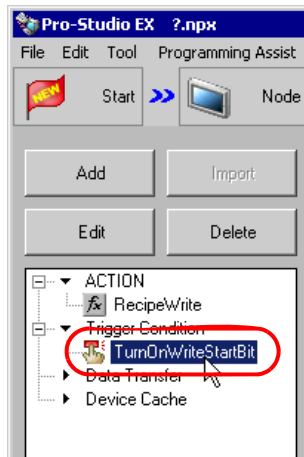 Pro-Studio EX   ?.npx
File Edit Tool Programming Assist
NEW Start Node
Add Import
Edit Delete
ACTION
fx RecipeWrite
Trigger Condition
TurnOnWriteStartBit
Data Transfer
Device Cache